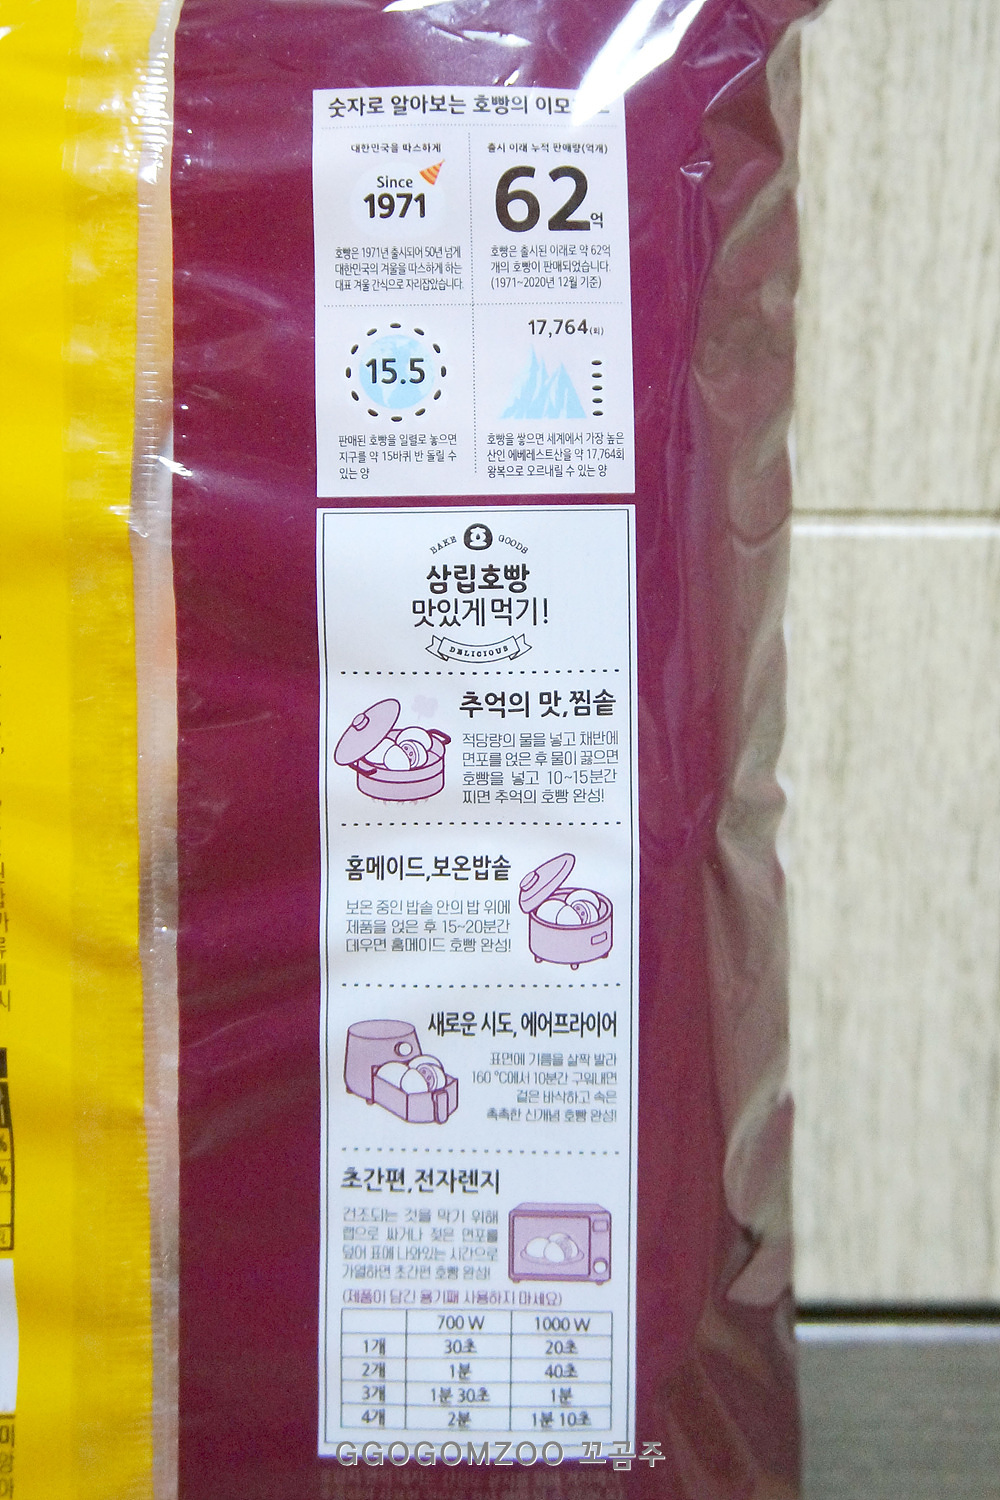 숫자로 알아보는 호빵의 이모
대한민국을 따스하게
Since
1971
호빵은 1971년 출시되어 50년 넘게
대한민국의 겨울을 따스하게 하는
대표 겨울 간식으로 자리잡았습니다.
출시 이래 누적 판매량(억개)
62억
호빵은 출시된 이래로 약 62억
개의 호빵이 판매되었습니다.
(1971~2020년 12월 기준)
15.5
판매된 호빵을 일렬로 놓으면
지구를 약 15바퀴 반 돌릴 수
있는 양
17,764(회)
호빵을 쌓으면 세계에서 가장 높은
산인 에베레스트산을 약 17,764회
왕복으로 오르내릴 수 있는 양
BAKE 호 GOODS
삼립호빵
맛있게 먹기!
DELICIOUS
추억의 맛, 찜솥
적당량의 물을 넣고 채반에
면포를 얹은 후 물이 끓으면
호빵을 넣고 10~15분간
찌면 추억의 호빵 완성!
홈메이드, 보온밥솥
보온 중인 밥솥 안의 밥 위에
제품을 얹은 후 15~20분간
데우면 홈메이드 호빵 완성!
새로운 시도, 에어프라이어
표면에 기름을 살짝 발라
160 °C에서 10분간 구워내면
겉은 바삭하고 속은
촉촉한 신개념 호빵 완성!
초간편, 전자렌지
건조되는 것을 막기 위해
랩으로 싸거나 젖은 면포를
덮어 표에 나와있는 시간으로
가열하면 초간편 호빵 완성!
(제품이 담긴 용기째 사용하지 마세요)
700 W 1000 W
1개 30초 20초
2개 1분 40초
3개 1분 30초 1분
4개 2분 1분 10초
GGOGOMZOO 꼬곰주